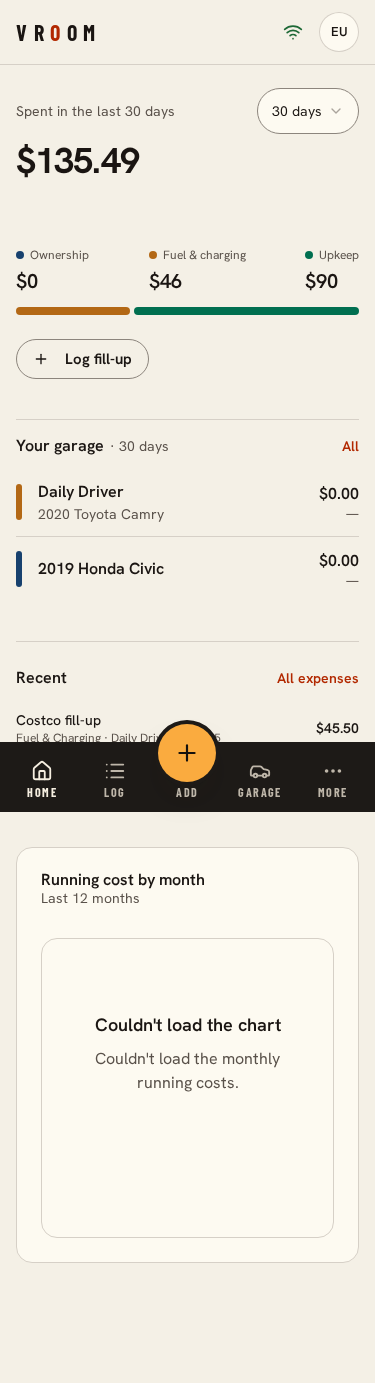 VROOM
EU
Spent in the last 30 days
30 days
$135.49
Ownership
Fuel & charging
Upkeep
$0
$46
$90
Log fill-up
Your garage · 30 days
All
Daily Driver
$0.00
2020 Toyota Camry
—
2019 Honda Civic
$0.00
—
Recent
All expenses
Costco fill-up
$45.50
Fuel & Charging · Daily
HOME
LOG
ADD
GARAGE
MORE
Running cost by month
Last 12 months
Couldn't load the chart
Couldn't load the monthly
running costs.